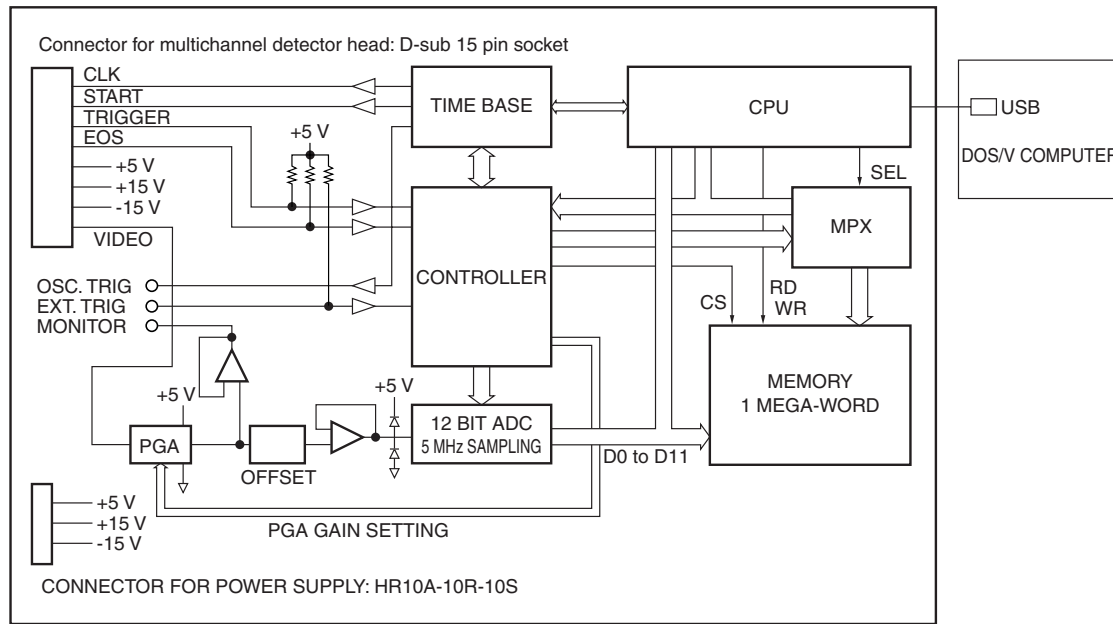 Connector for multichannel detector head: D-sub 15 pin socket
CLK
START
TRIGGER
EOS
+5 V
+15 V
-15 V
VIDEO
+5 V
TIME BASE
CPU
USB
DOS/V COMPUTER
SEL
MPX
CONTROLLER
OSC. TRIG
EXT. TRIG
MONITOR
CS
RD
WR
MEMORY
1 MEGA-WORD
+5 V
PGA
OFFSET
+5 V
12 BIT ADC
5 MHz SAMPLING
D0 to D11
PGA GAIN SETTING
+5 V
+15 V
-15 V
CONNECTOR FOR POWER SUPPLY: HR10A-10R-10S